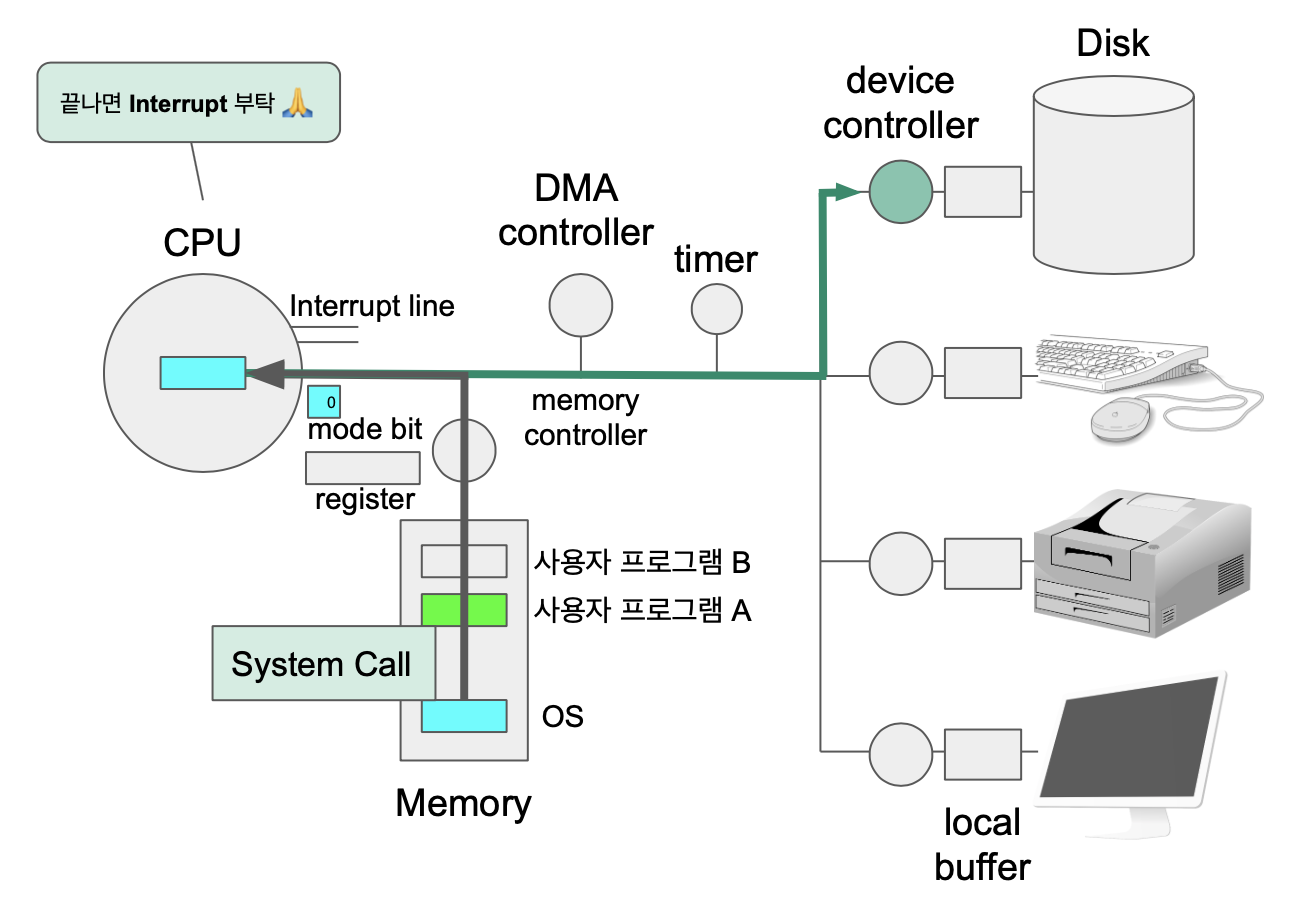 Disk
device
controller
끝나면 Interrupt 부탁 🙏
DMA
controller
CPU
timer
Interrupt line
0
mode bit
memory
controller
register
사용자 프로그램 B
사용자 프로그램 A
System Call
OS
Memory
local
buffer